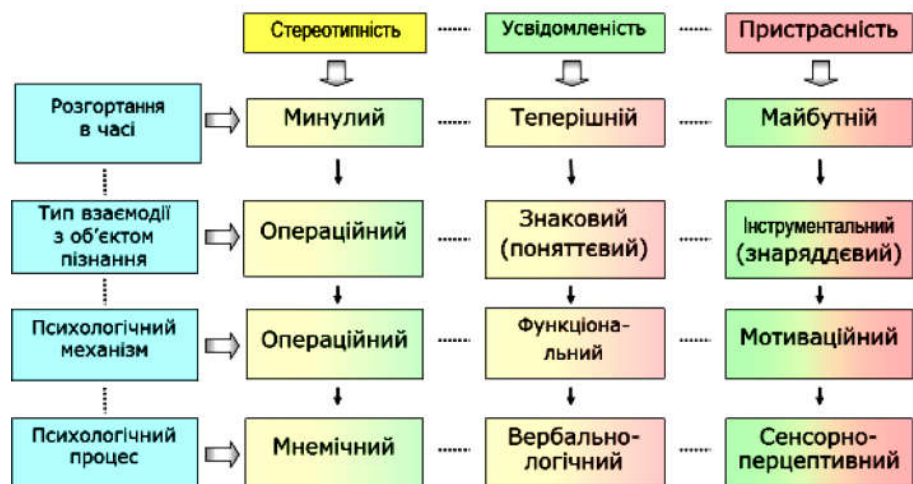 Стереотипність
Усвідомленість
Пристрасність
Розгортання
в часі
Минулий
Теперішній
Майбутній
Тип взаємодії
з об’єктом
пізнання
Операційний
Знаковий
(поняттєвий)
Інструментальний
(знаряддєвий)
Психологічний
механізм
Операційний
Функціона-
льний
Мотиваційний
Психологічний
процес
Мнемічний
Вербально-
логічний
Сенсорно-
перцептивний